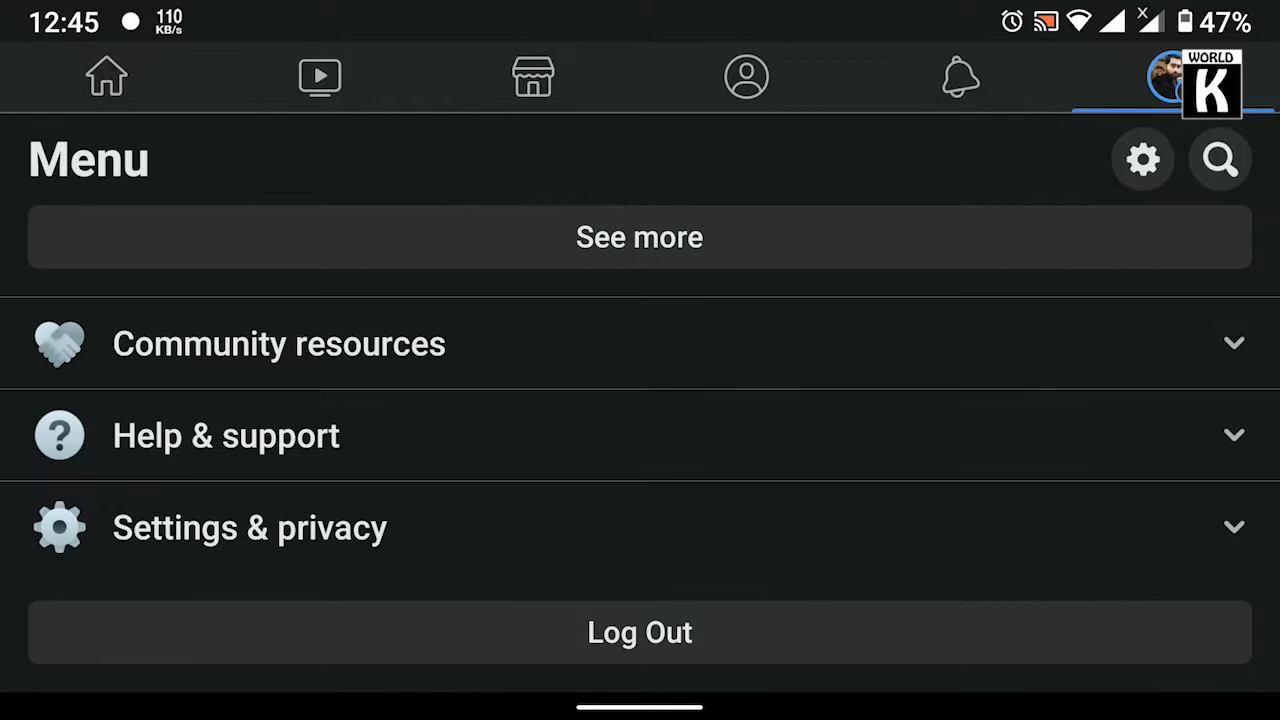 12:45 110 KB/s 47%
WORLD
K
Menu
See more
Community resources
Help & support
Settings & privacy
Log Out